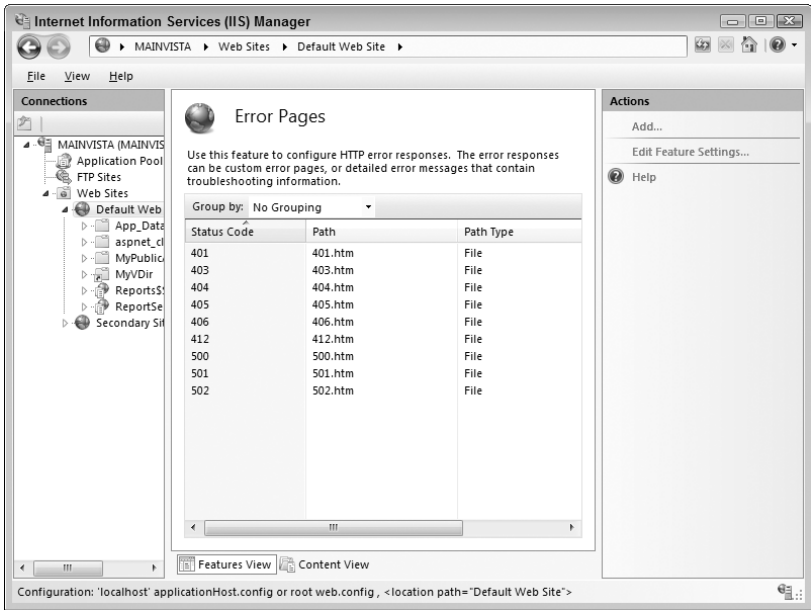 Internet Information Services (IIS) Manager
MAINVISTA Web Sites Default Web Site
File View Help
Connections
MAINVISTA (MAINVIS
Application Pool
FTP Sites
Web Sites
Default Web
App_Data
aspnet_cl
MyPublic
MyVDir
Reports$
ReportSe
Secondary Sit
Error Pages
Use this feature to configure HTTP error responses. The error responses
can be custom error pages, or detailed error messages that contain
troubleshooting information.
Group by: No Grouping
Status Code Path Path Type
401 401.htm File
403 403.htm File
404 404.htm File
405 405.htm File
406 406.htm File
412 412.htm File
500 500.htm File
501 501.htm File
502 502.htm File
Features View Content View
Actions
Add...
Edit Feature Settings...
Help
Configuration: 'localhost' applicationHost.config or root web.config , <location path="Default Web Site">